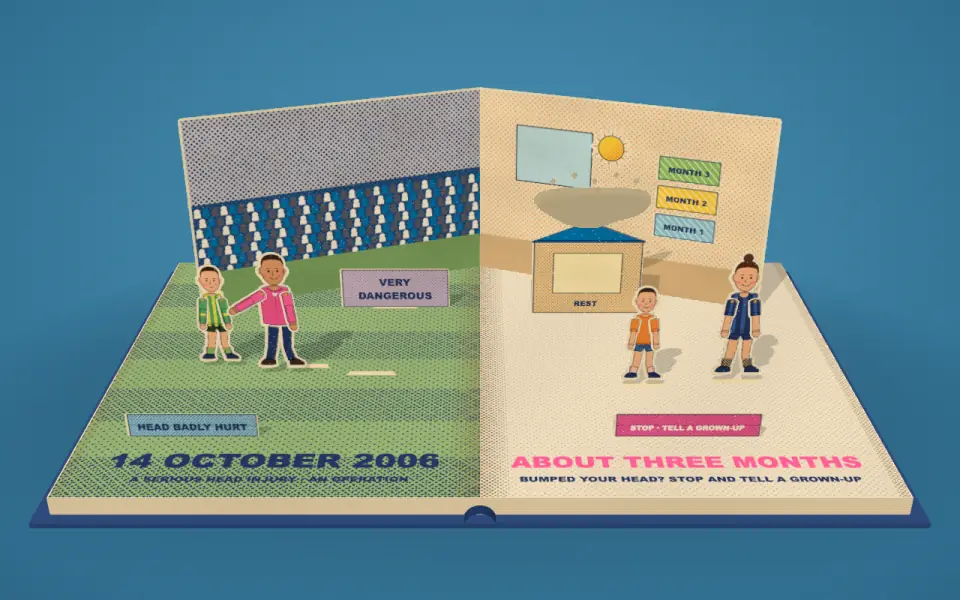 VERY
DANGEROUS
HEAD BADLY HURT
14 OCTOBER 2006
A SERIOUS HEAD INJURY · AN OPERATION
MONTH 3
MONTH 2
MONTH 1
REST
STOP · TELL A GROWN-UP
ABOUT THREE MONTHS
BUMPED YOUR HEAD? STOP AND TELL A GROWN-UP